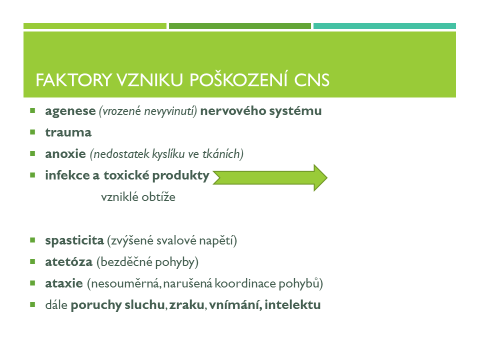 FAKTORY VZNIKU POŠKOZENÍ CNS
agenese (vrozené nevyvinutí) nervového systému
trauma
anoxie (nedostatek kyslíku ve tkáních)
infekce a toxické produkty
vzniklé obtíže
spasticita (zvýšené svalové napětí)
atetóza (bezděčné pohyby)
ataxie (nesouměrná, narušená koordinace pohybů)
dále poruchy sluchu, zraku, vnímání, intelektu